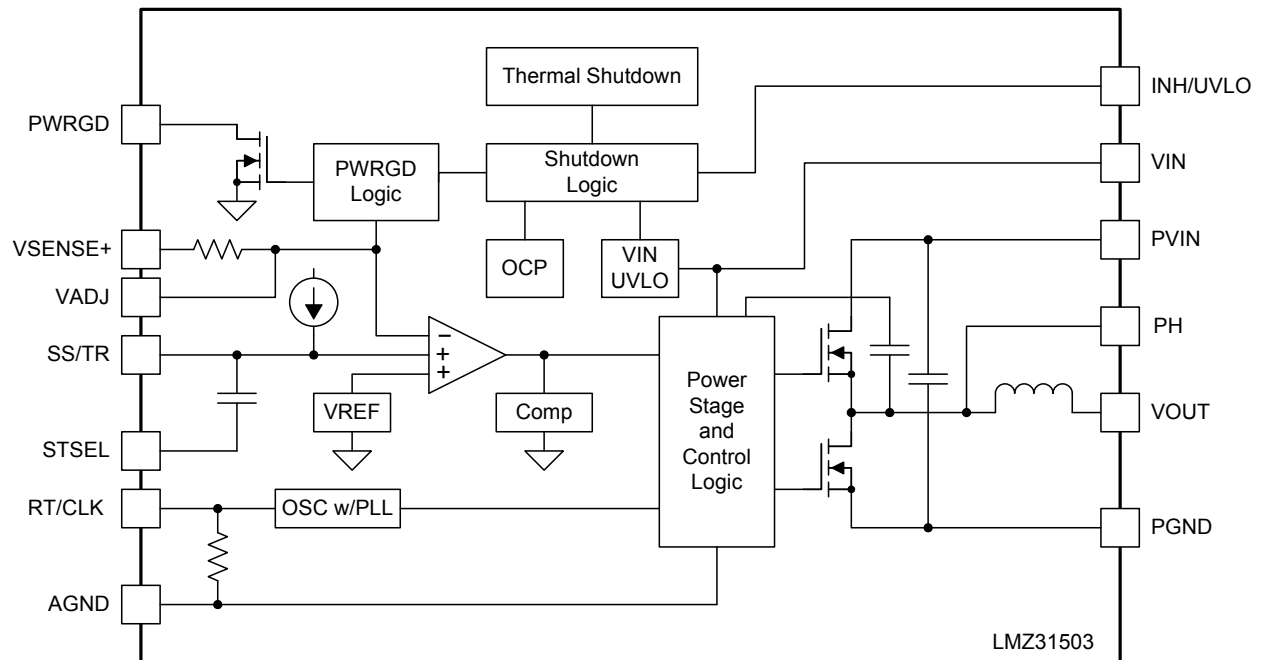 Thermal Shutdown
INH/UVLO
PWRGD
PWRGD
Logic
Shutdown
Logic
VIN
VSENSE+
OCP
VIN
UVLO
PVIN
VADJ
SS/TR
−
+
+
PH
VREF
Comp
Power
Stage
and
Control
Logic
VOUT
STSEL
RT/CLK
OSC w/PLL
PGND
AGND
LMZ31503